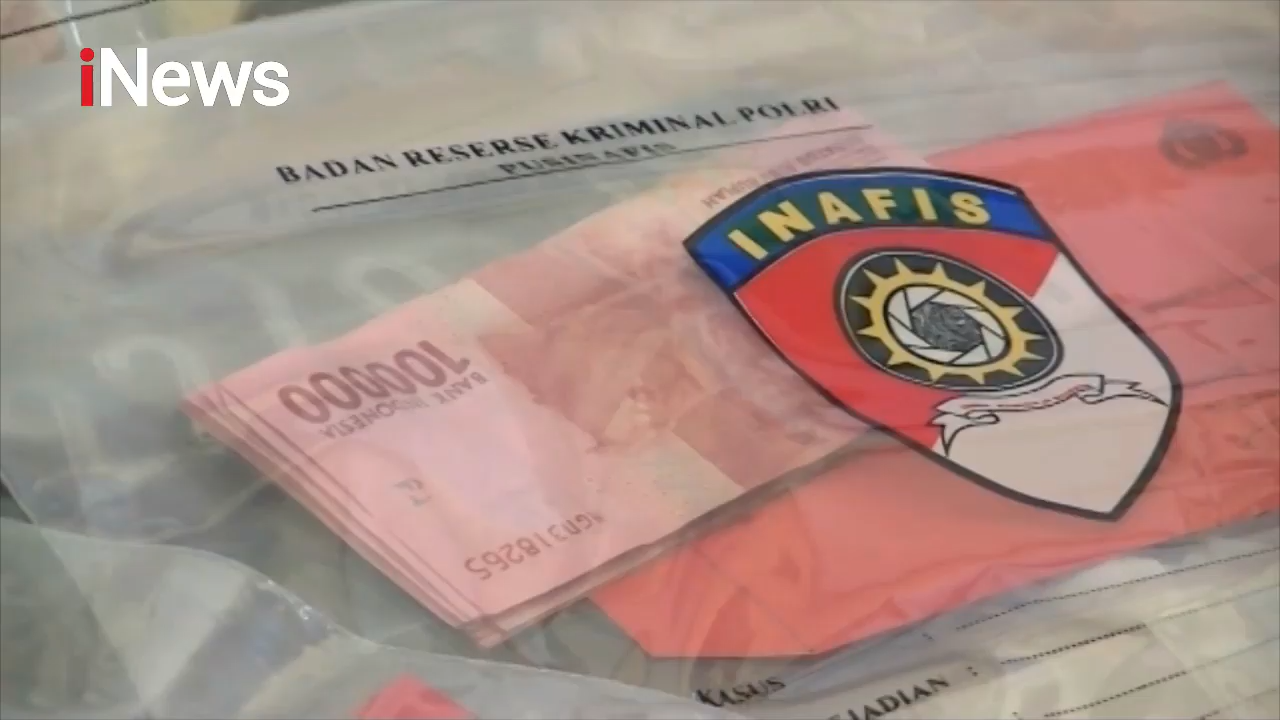 iNews
BADAN RESERSE KRIMINAL POLRI
PUSINAFIS
INAFIS
100000
BANK INDONESIA
KASUS
JADIAN :